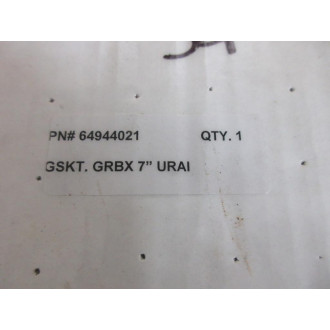 PN# 64944021 QTY. 1
GSKT. GRBX 7” URAI